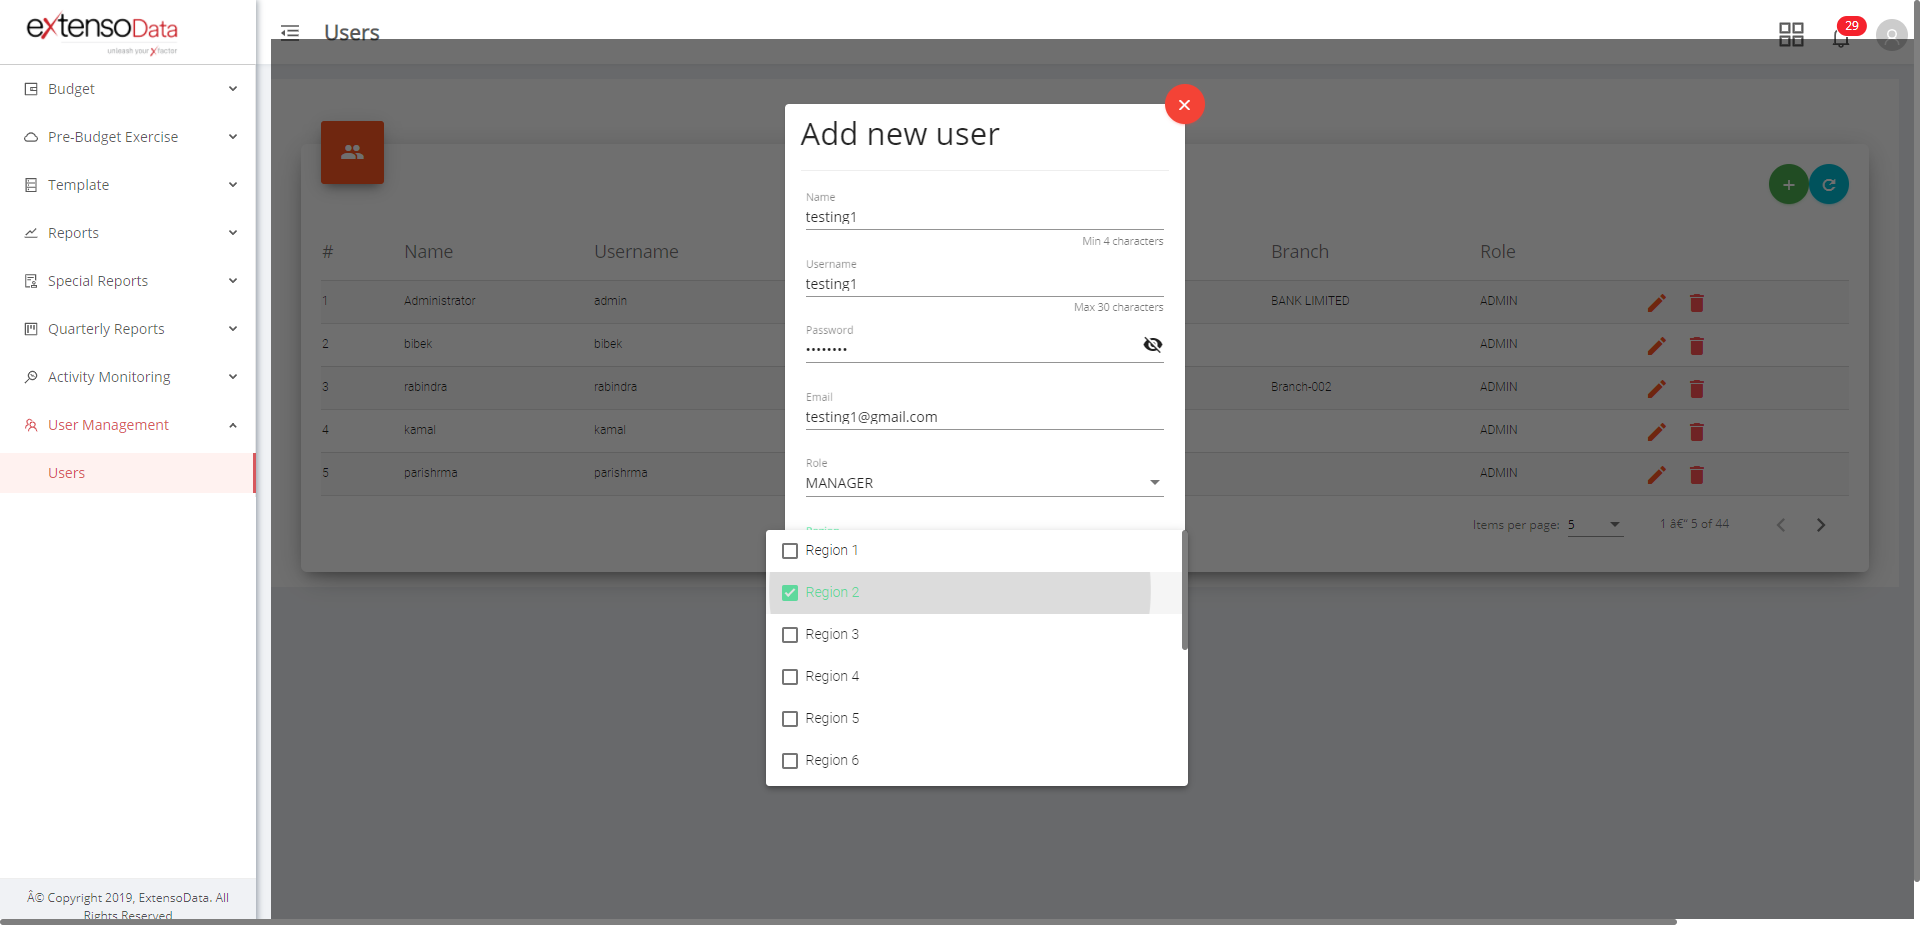 extensoData
unleash your Xfactor
Users
29
Budget
Pre-Budget Exercise
Template
Reports
Special Reports
Quarterly Reports
Activity Monitoring
User Management
Users
Â© Copyright 2019, ExtensoData. All
Rights Reserved
Add new user
Name
testing1
Min 4 characters
Username
testing1
Max 30 characters
Password
••••••••
Email
testing1@gmail.com
Role
MANAGER
Region
Region 1
Region 2
Region 3
Region 4
Region 5
Region 6
# Name Username Branch Role
1 Administrator admin BANK LIMITED ADMIN
2 bibek bibek ADMIN
3 rabindra rabindra Branch-002 ADMIN
4 kamal kamal ADMIN
5 parishrma parishrma ADMIN
Items per page: 5 1 â€“ 5 of 44